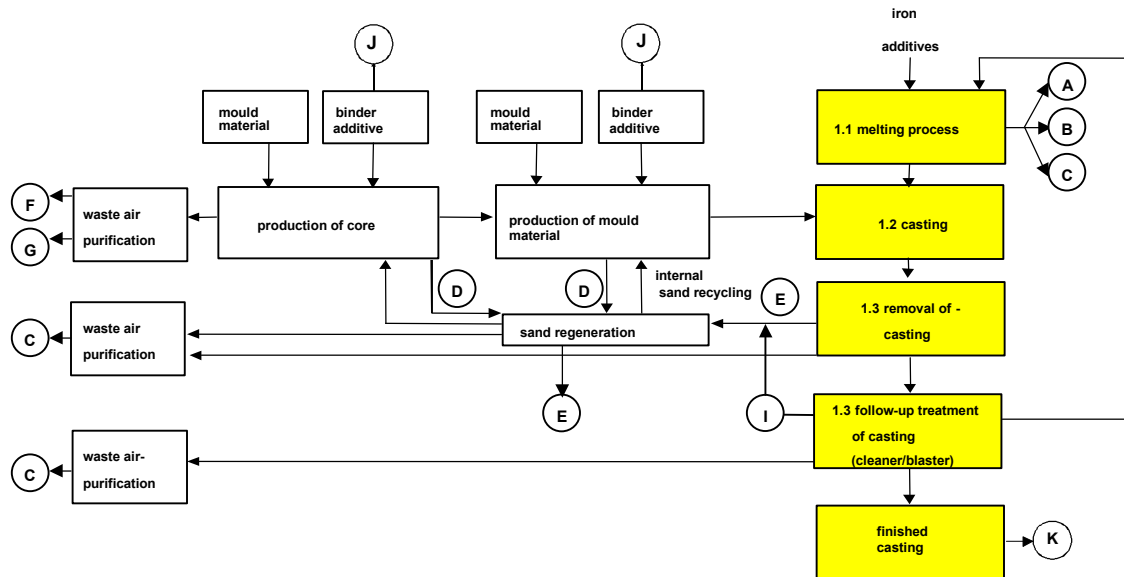 iron
additives
J
J
A
mould
material
binder
additive
mould
material
binder
additive
1.1 melting process
B
C
F
waste air
purification
G
production of core
production of mould
material
1.2 casting
D
D
internal
sand recycling
E
1.3 removal of -
casting
C
waste air
purification
sand regeneration
E
I
1.3 follow-up treatment
of casting
(cleaner/blaster)
C
waste air-
purification
finished
casting
K